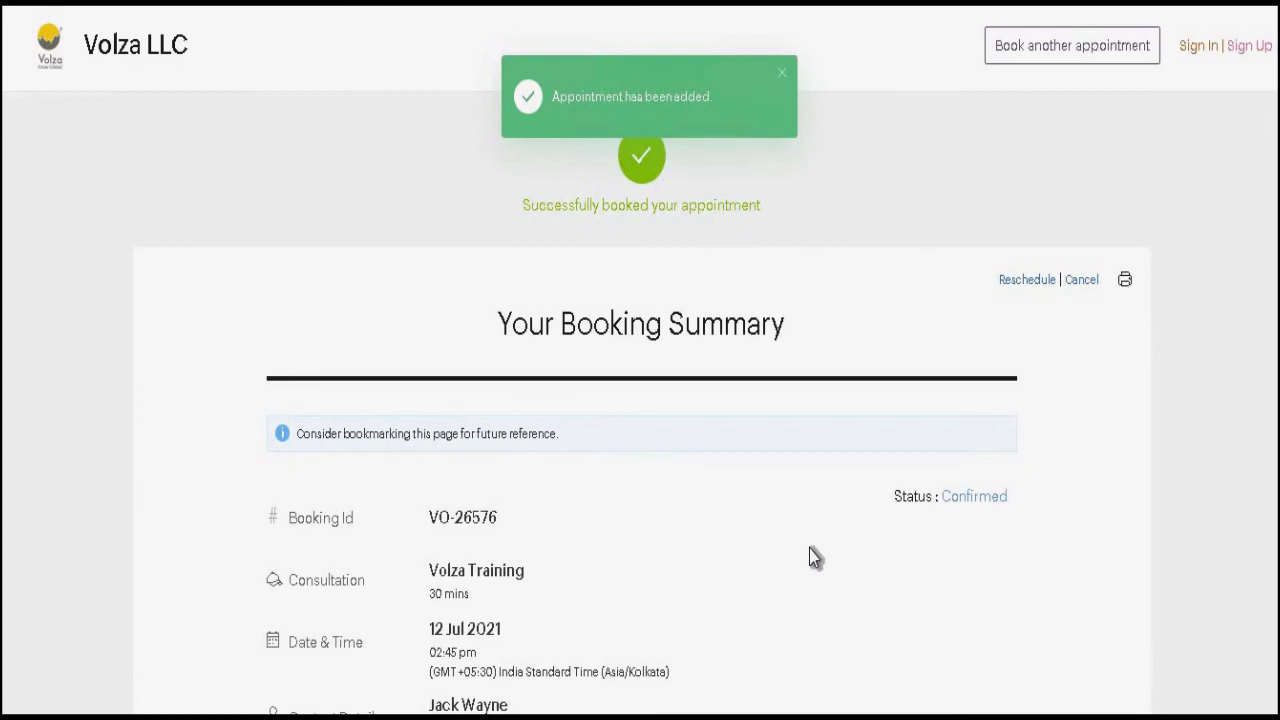 Volza LLC
Volza
Book another appointment
Sign In | Sign Up
Appointment has been added.
Successfully booked your appointment
Reschedule | Cancel
Your Booking Summary
Consider bookmarking this page for future reference.
Status : Confirmed
# Booking Id VO-26576
Consultation Volza Training
30 mins
Date & Time 12 Jul 2021
02:45 pm
(GMT +05:30) India Standard Time (Asia/Kolkata)
Jack Wayne